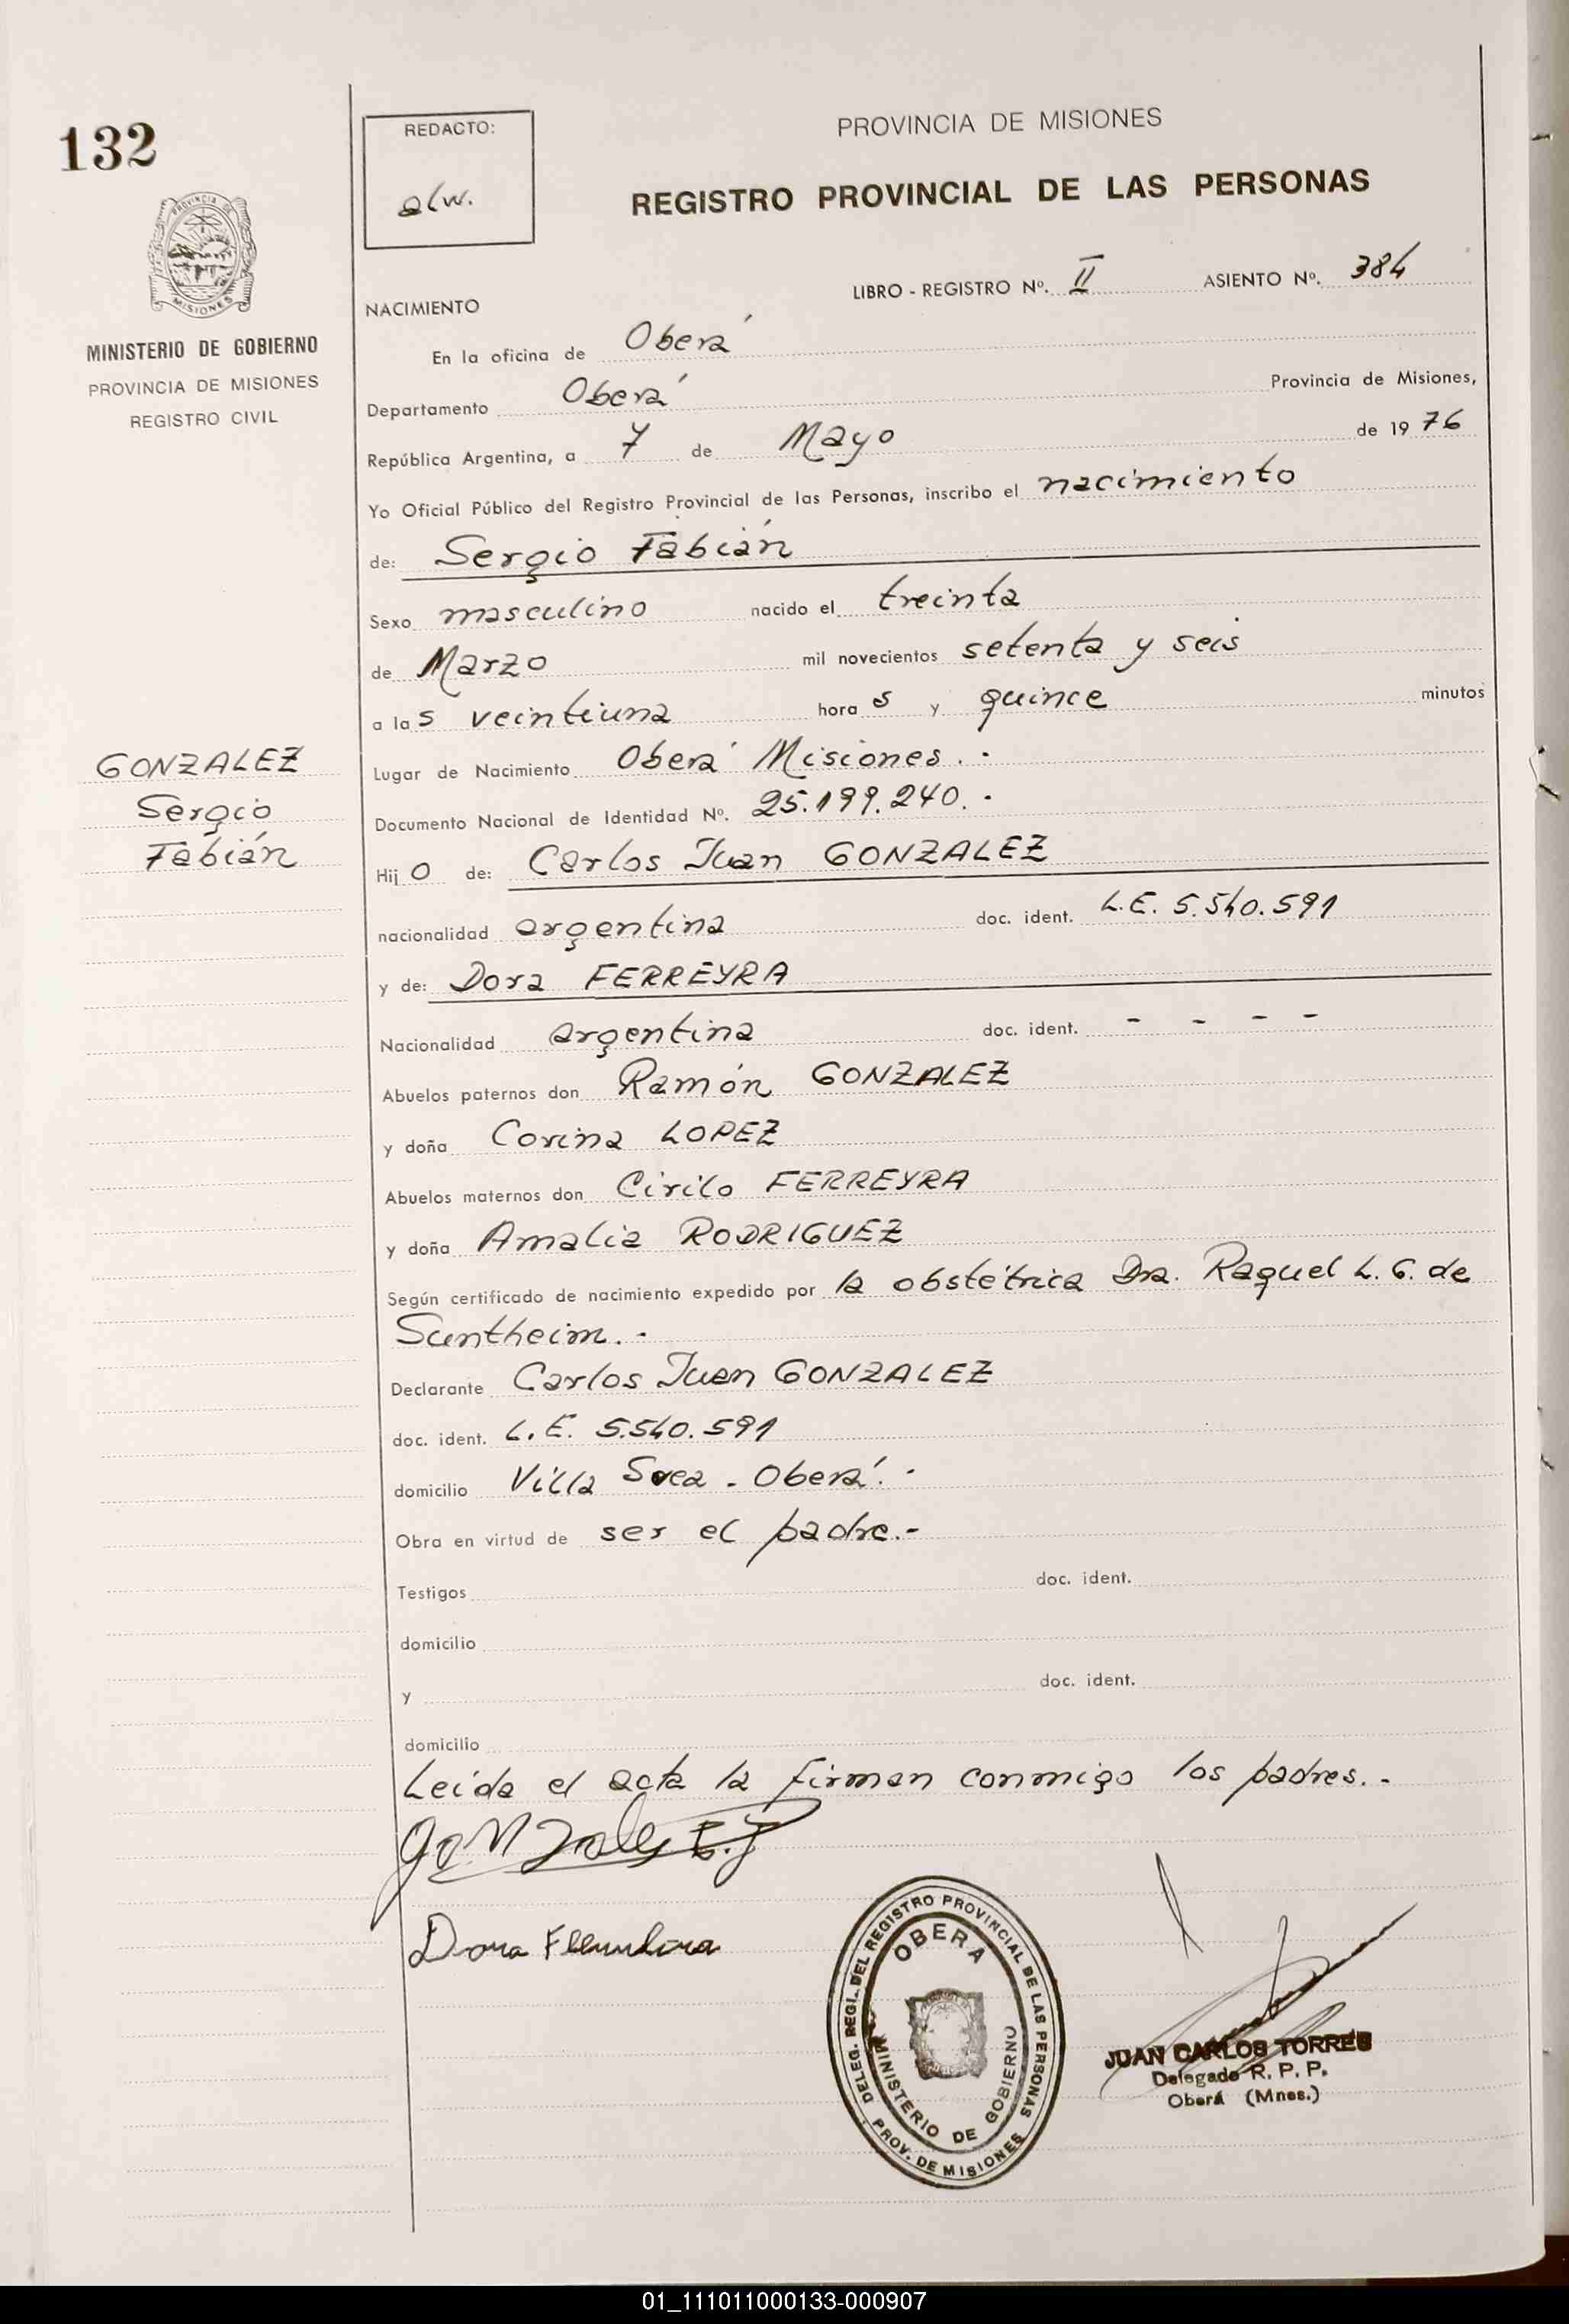 132
REDACTO:
alw.
PROVINCIA DE MISIONES
REGISTRO PROVINCIAL DE LAS PERSONAS
PROVINCIA DE
MISIONES
MINISTERIO DE GOBIERNO
PROVINCIA DE MISIONES
REGISTRO CIVIL
LIBRO - REGISTRO Nº. II ASIENTO Nº. 384
NACIMIENTO
En la oficina de Oberá
Departamento Oberá Provincia de Misiones,
República Argentina, a 7 de Mayo de 19 76
Yo Oficial Público del Registro Provincial de las Personas, inscribo el nacimiento
de: Sergio Fabián
Sexo masculino nacido el treinta
de Marzo mil novecientos setenta y seis
a las veintiuna horas y quince minutos
GONZALEZ
Sergio
Fabián
Lugar de Nacimiento Oberá Misiones.-
Documento Nacional de Identidad Nº. 25.199.240.-
Hijo de: Carlos Juan GONZALEZ
nacionalidad argentina doc. ident. L.E. 5.540.591
y de: Dora FERREYRA
Nacionalidad argentina doc. ident. - - - -
Abuelos paternos don Ramón GONZALEZ
y doña Corina LOPEZ
Abuelos maternos don Cirilo FERREYRA
y doña Amalia RODRIGUEZ
Según certificado de nacimiento expedido por la obstétrica Dra. Raquel L. G. de
Suntheim.-
Declarante Carlos Juan GONZALEZ
doc. ident. L.E. 5.540.591
domicilio Villa Svea - Oberá.-
Obra en virtud de ser el padre.-
Testigos doc. ident.
domicilio
y doc. ident.
domicilio
Leída el acta la firman conmigo los padres.-
Gonzalez
Dora
DELEG. REGI. DEL REGISTRO PROVINCIAL DE LAS PERSONAS
OBERA
MINISTERIO DE GOBIERNO
PROV. DE MISIONES
JUAN CARLOS TORRES
Delegado R. P. P.
Oberá (Mnes.)
01_111011000133-000907